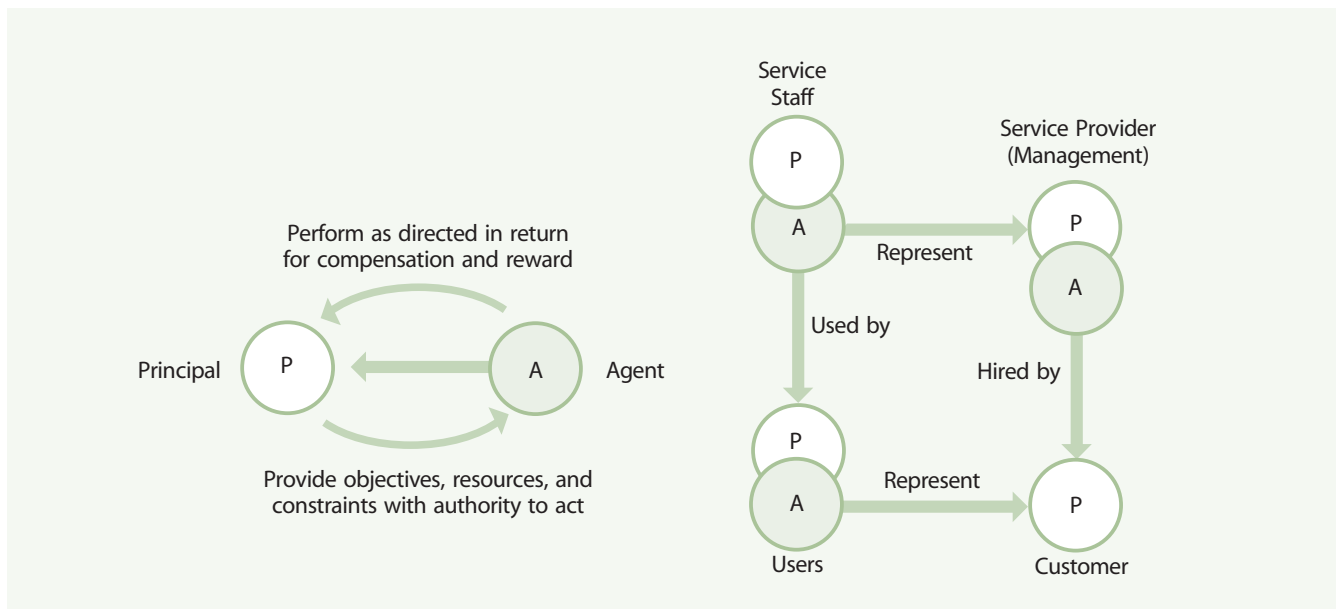 Perform as directed in return
for compensation and reward
Principal
P
A
Agent
Provide objectives, resources, and
constraints with authority to act
Service
Staff
P
A
Represent
Service Provider
(Management)
P
A
Used by
Hired by
P
A
Users
Represent
P
Customer